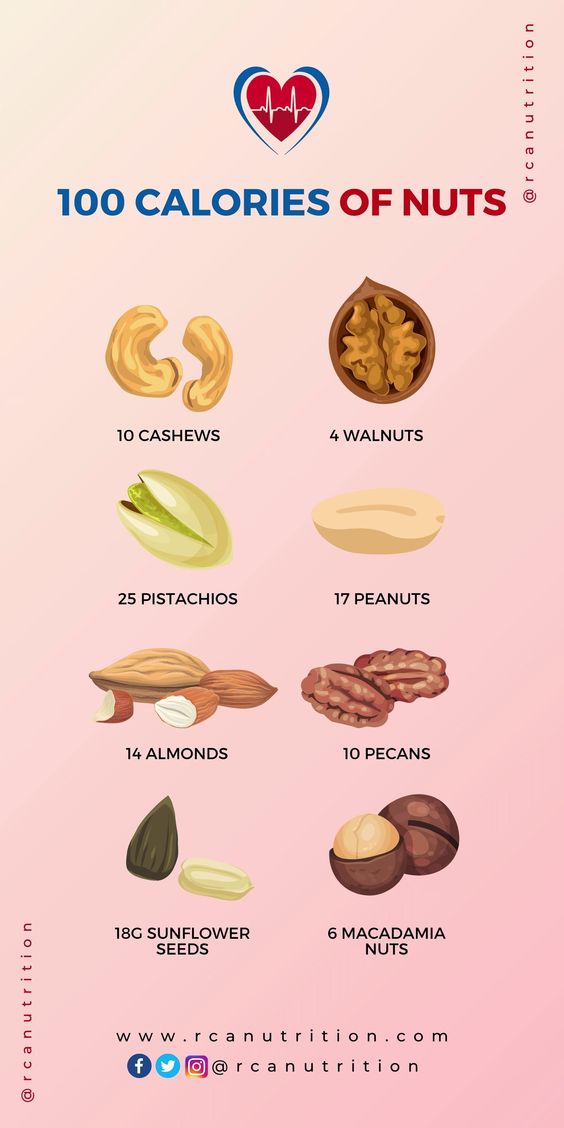 @rcanutrition
100 CALORIES OF NUTS
10 CASHEWS
4 WALNUTS
25 PISTACHIOS
17 PEANUTS
14 ALMONDS
10 PECANS
18G SUNFLOWER
SEEDS
6 MACADAMIA
NUTS
@rcanutrition
www.rcanutrition.com
@rcanutrition